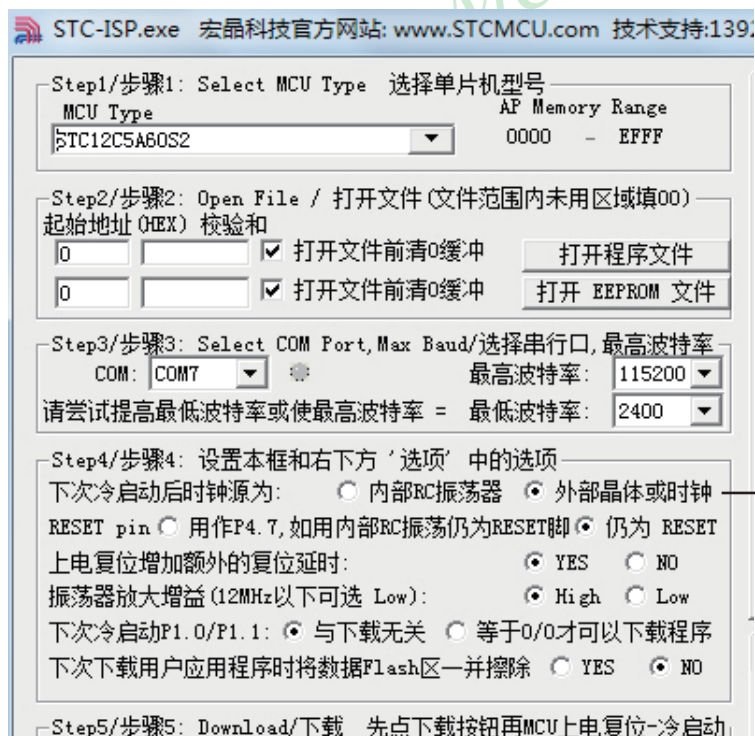 STC-ISP.exe 宏晶科技官方网站: www.STCMCU.com 技术支持:1392
Step1/步骤1: Select MCU Type 选择单片机型号
MCU Type AP Memory Range
STC12C5A60S2 0000 - EFFF
Step2/步骤2: Open File / 打开文件(文件范围内未用区域填00)
起始地址(HEX) 校验和
0 打开文件前清0缓冲 打开程序文件
0 打开文件前清0缓冲 打开 EEPROM 文件
Step3/步骤3: Select COM Port,Max Baud/选择串行口,最高波特率
COM: COM7 最高波特率: 115200
请尝试提高最低波特率或使最高波特率 = 最低波特率: 2400
Step4/步骤4: 设置本框和右下方 '选项' 中的选项
下次冷启动后时钟源为: 内部RC振荡器 外部晶体或时钟
RESET pin 用作P4.7,如用内部RC振荡仍为RESET脚 仍为 RESET
上电复位增加额外的复位延时: YES NO
振荡器放大增益(12MHz以下可选 Low): High Low
下次冷启动P1.0/P1.1: 与下载无关 等于0/0才可以下载程序
下次下载用户应用程序时将数据Flash区一并擦除 YES NO
Step5/步骤5: Download/下载 先点下载按钮再MCU上电复位-冷启动